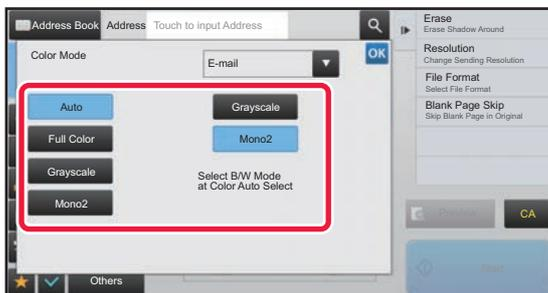 Address Book
Address
Touch to input Address
Color Mode
E-mail
OK
Auto
Full Color
Grayscale
Mono2
Grayscale
Mono2
Select B/W Mode
at Color Auto Select
Others
Erase
Erase Shadow Around
Resolution
Change Sending Resolution
File Format
Select File Format
Blank Page Skip
Skip Blank Page in Original
Preview
CA
Start